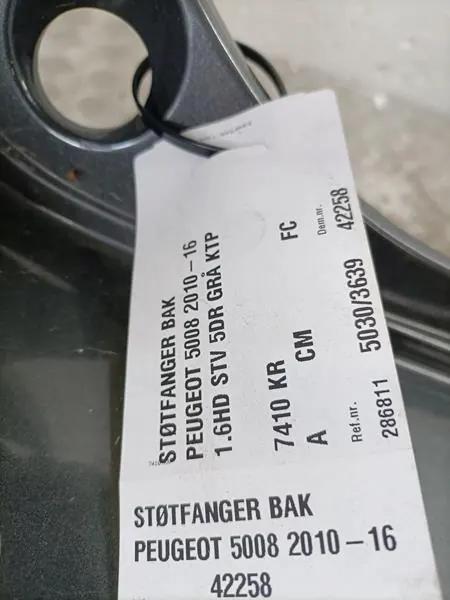 STØTFANGER BAK
PEUGEOT 5008 2010-16
1.6HD STV 5DR GRÅ KTP
7410 KR FC
A CM Dem.nr.
42258
Ref.nr.
286811 5030/3639
STØTFANGER BAK
PEUGEOT 5008 2010-16
42258